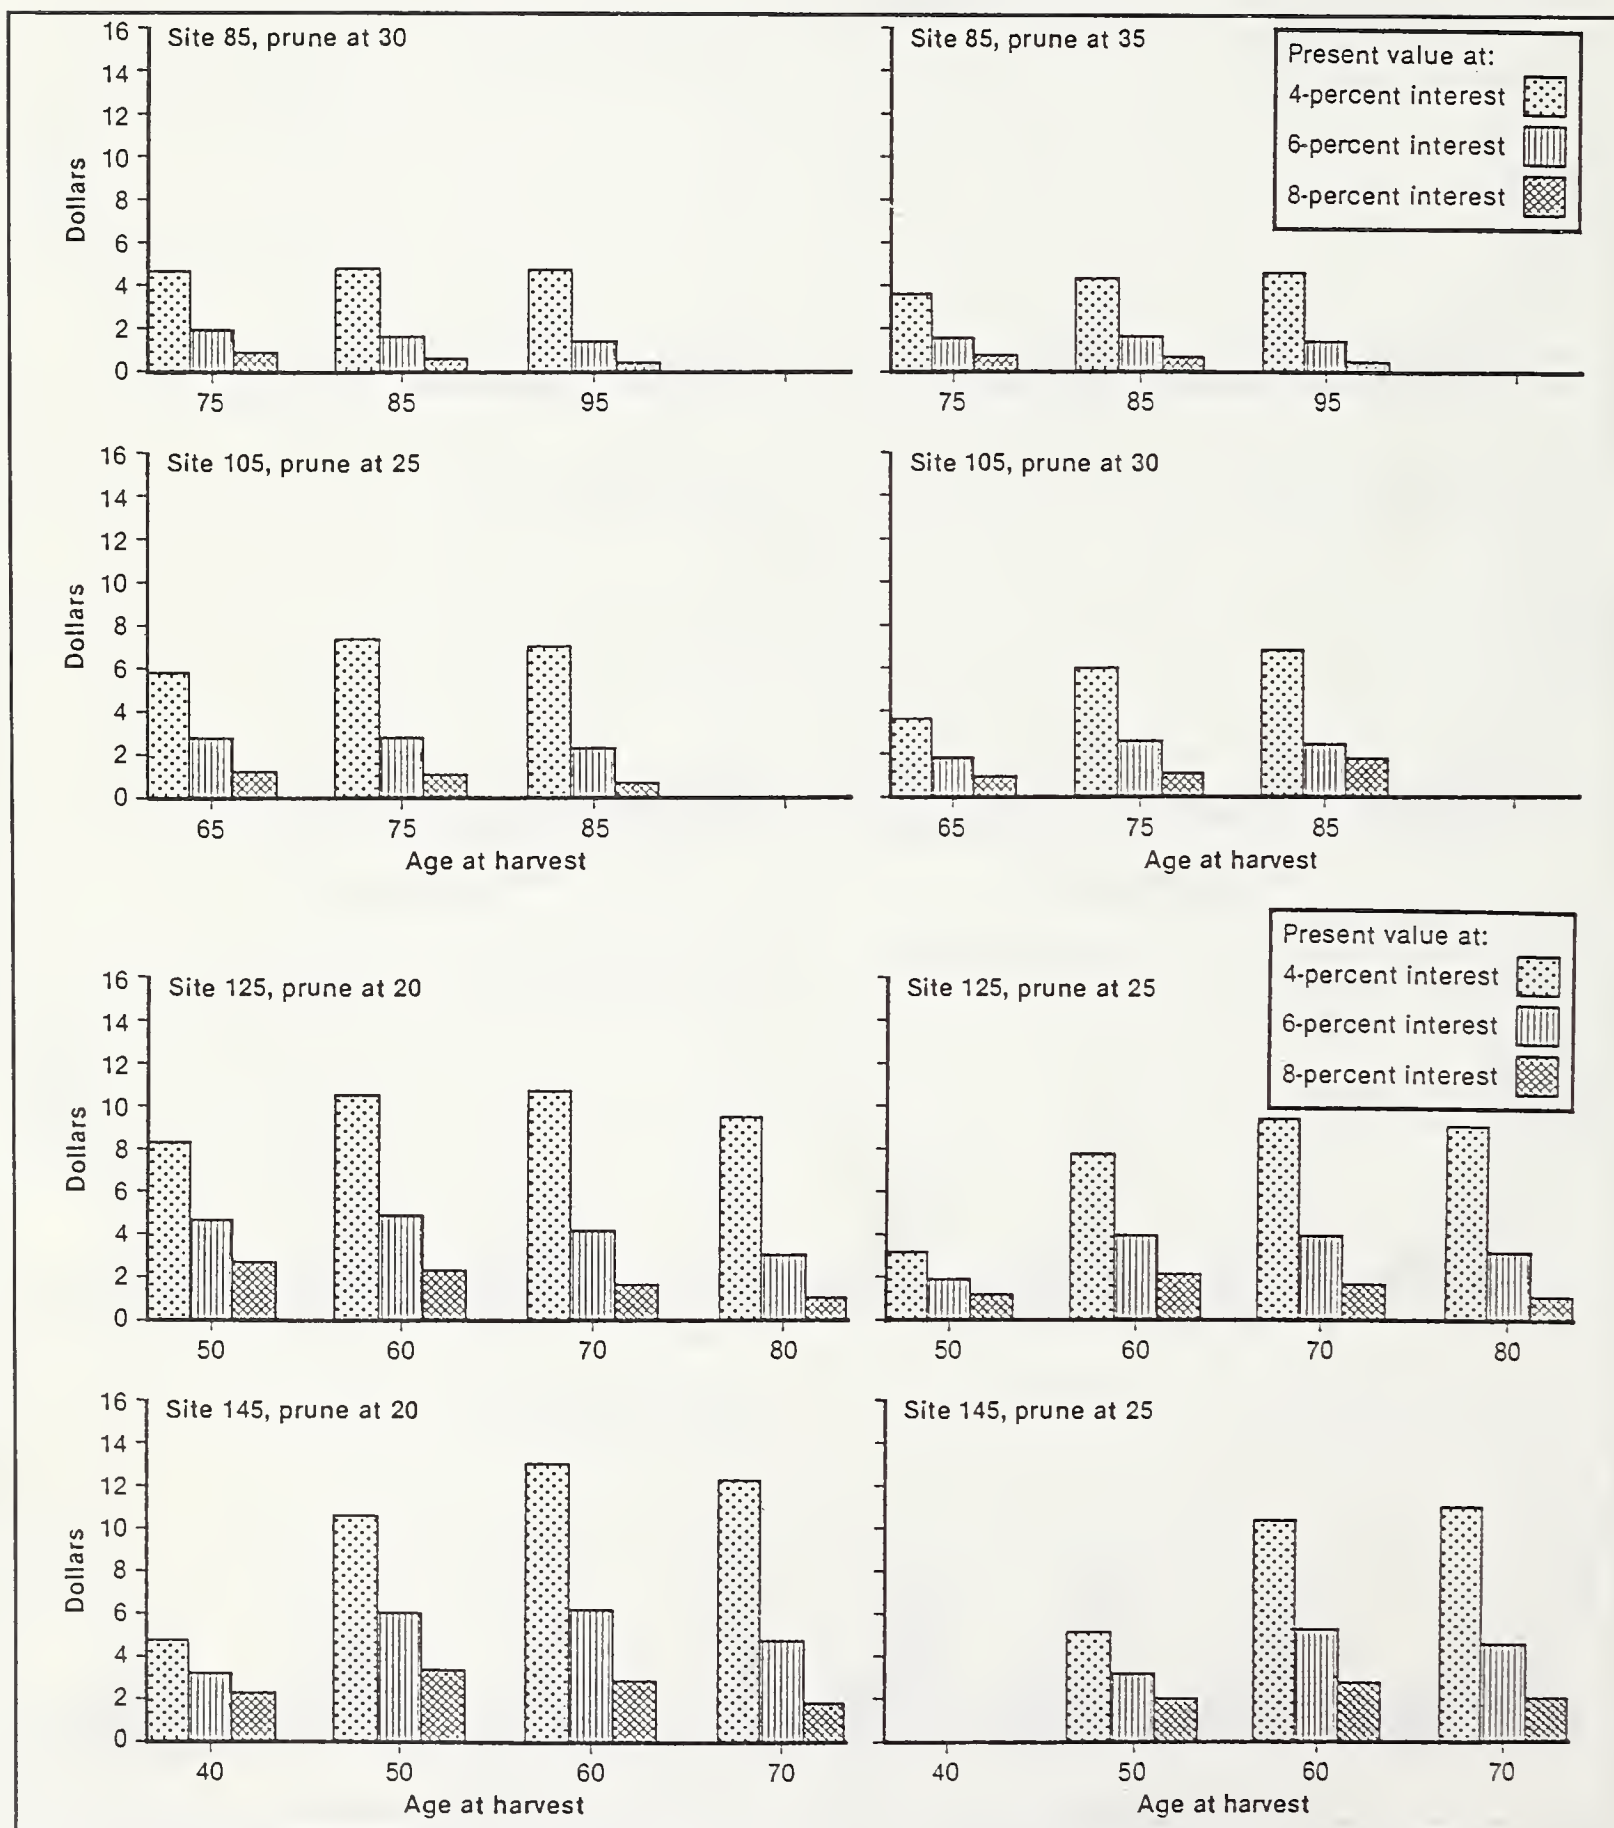 Site 85, prune at 30
16
14
12
10
8
6
4
2
0
Dollars
75 85 95
Site 85, prune at 35
75 85 95
Present value at:
4-percent interest
6-percent interest
8-percent interest
Site 105, prune at 25
16
14
12
10
8
6
4
2
0
Dollars
65 75 85
Age at harvest
Site 105, prune at 30
65 75 85
Age at harvest
Present value at:
4-percent interest
6-percent interest
8-percent interest
Site 125, prune at 20
16
14
12
10
8
6
4
2
0
Dollars
50 60 70 80
Site 125, prune at 25
50 60 70 80
Site 145, prune at 20
16
14
12
10
8
6
4
2
0
Dollars
40 50 60 70
Age at harvest
Site 145, prune at 25
40 50 60 70
Age at harvest